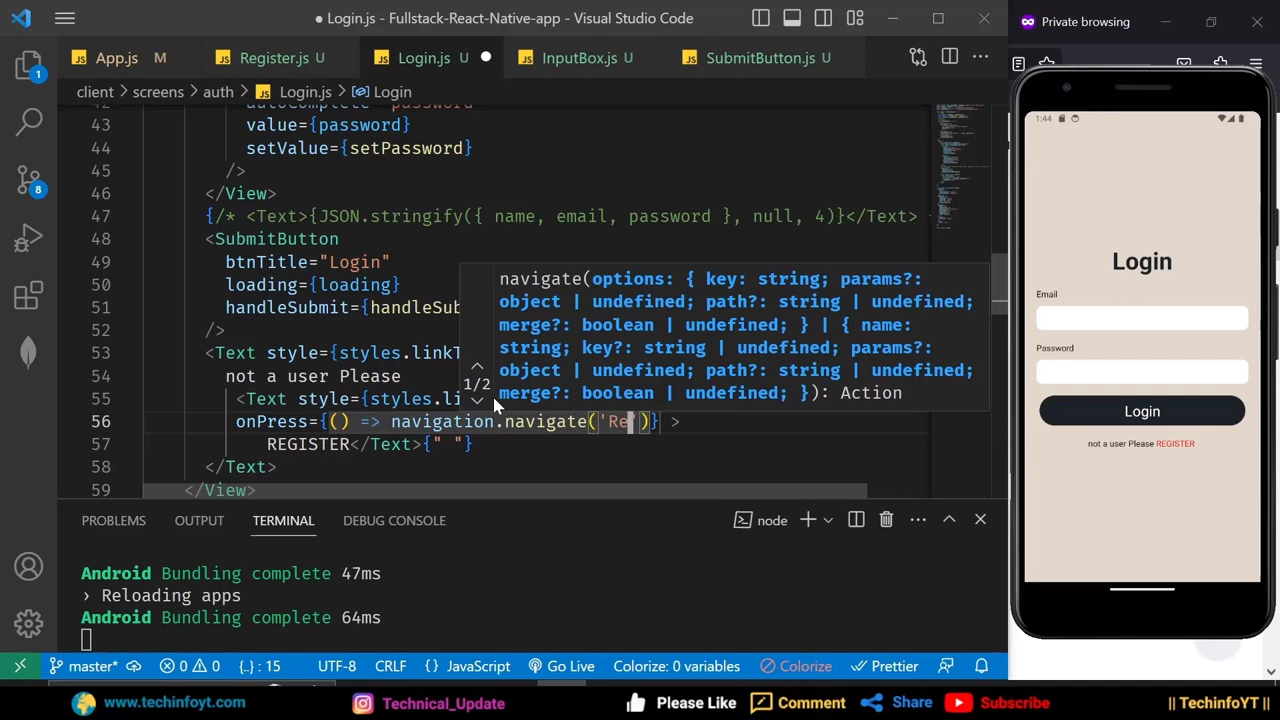 ● Login.js - Fullstack-React-Native-app - Visual Studio Code
Private browsing
App.js M
Register.js U
Login.js U
InputBox.js U
SubmitButton.js U
client > screens > auth > Login.js > Login
43 value={password}
44 setValue={setPassword}
45 />
46 </View>
47 {/* <Text>{JSON.stringify({ name, email, password }, null, 4)}</Text>
48 <SubmitButton
49 btnTitle="Login"
50 loading={loading}
51 handleSubmit={handleSub
52 />
53 <Text style={styles.linkT
54 not a user Please
55 <Text style={styles.li
56 onPress={() => navigation.navigate('Re')} >
57 REGISTER</Text>{" "}
58 </Text>
59 </View>
navigate(options: { key: string; params?:
object | undefined; path?: string | undefined;
merge?: boolean | undefined; } | { name:
string; key?: string | undefined; params?:
object | undefined; path?: string | undefined;
merge?: boolean | undefined; }): Action
1/2
1
8
PROBLEMS OUTPUT TERMINAL DEBUG CONSOLE
node
Android Bundling complete 47ms
› Reloading apps
Android Bundling complete 64ms
master* 0 0 {..} : 15 UTF-8 CRLF {} JavaScript Go Live Colorize: 0 variables Colorize Prettier
1:44
Login
Email
Password
Login
not a user Please REGISTER
www.techinfoyt.com Technical_Update Please Like Comment Share Subscribe || TechinfoYT ||